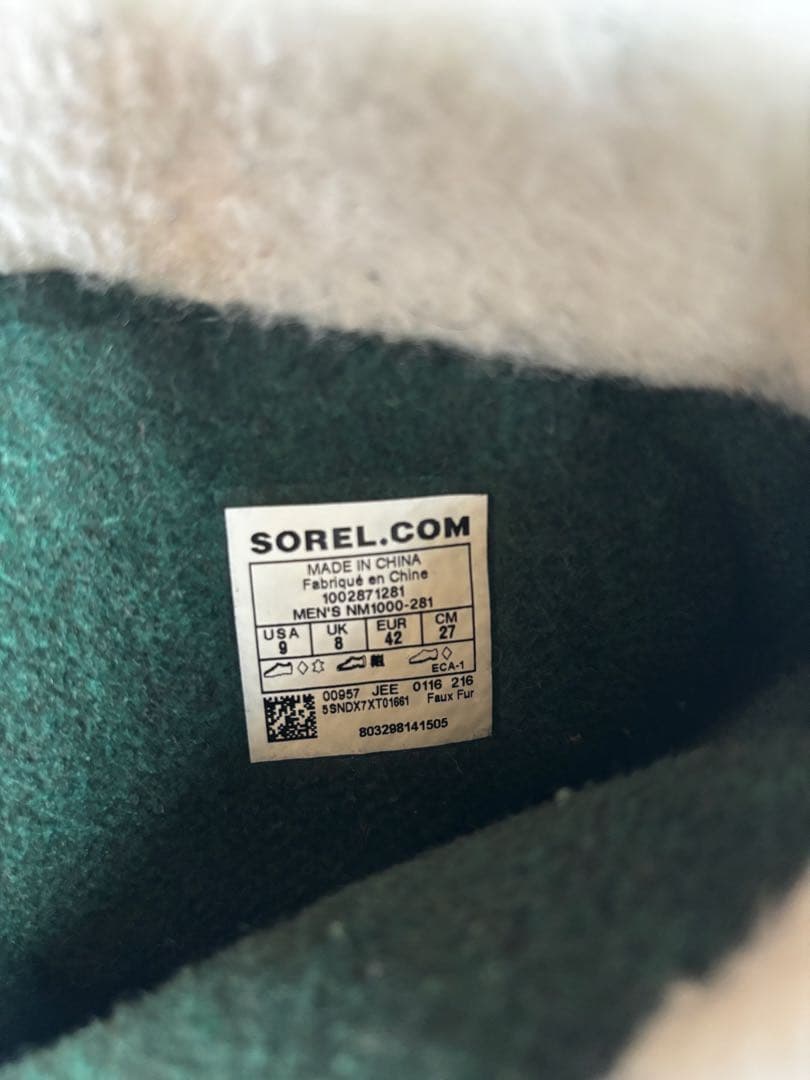 SOREL.COM
MADE IN CHINA
Fabriqué en Chine
1002871281
MEN'S NM1000-281
USA UK EUR CM
9 8 42 27
ECA-1
00957 JEE 0116 216
5SNDX7XT01661 Faux Fur
803298141505